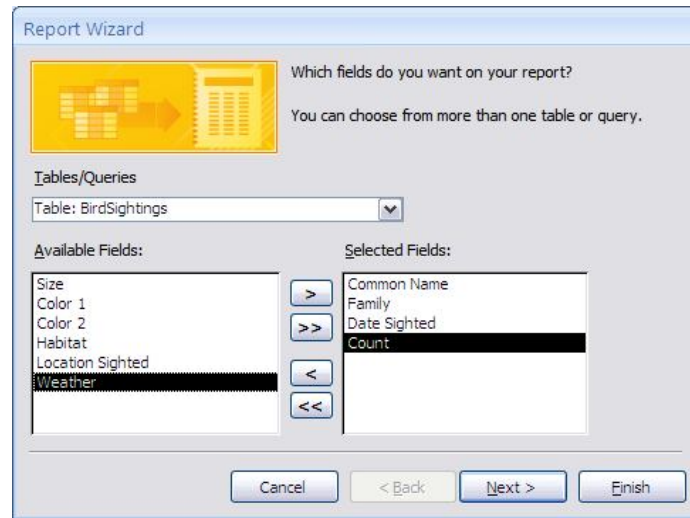 Report Wizard
Which fields do you want on your report?
You can choose from more than one table or query.
Tables/Queries
Table: BirdSightings
Available Fields:
Selected Fields:
Size
Color 1
Color 2
Habitat
Location Sighted
Weather
>
>>
<
<<
Common Name
Family
Date Sighted
Count
Cancel
< Back
Next >
Finish